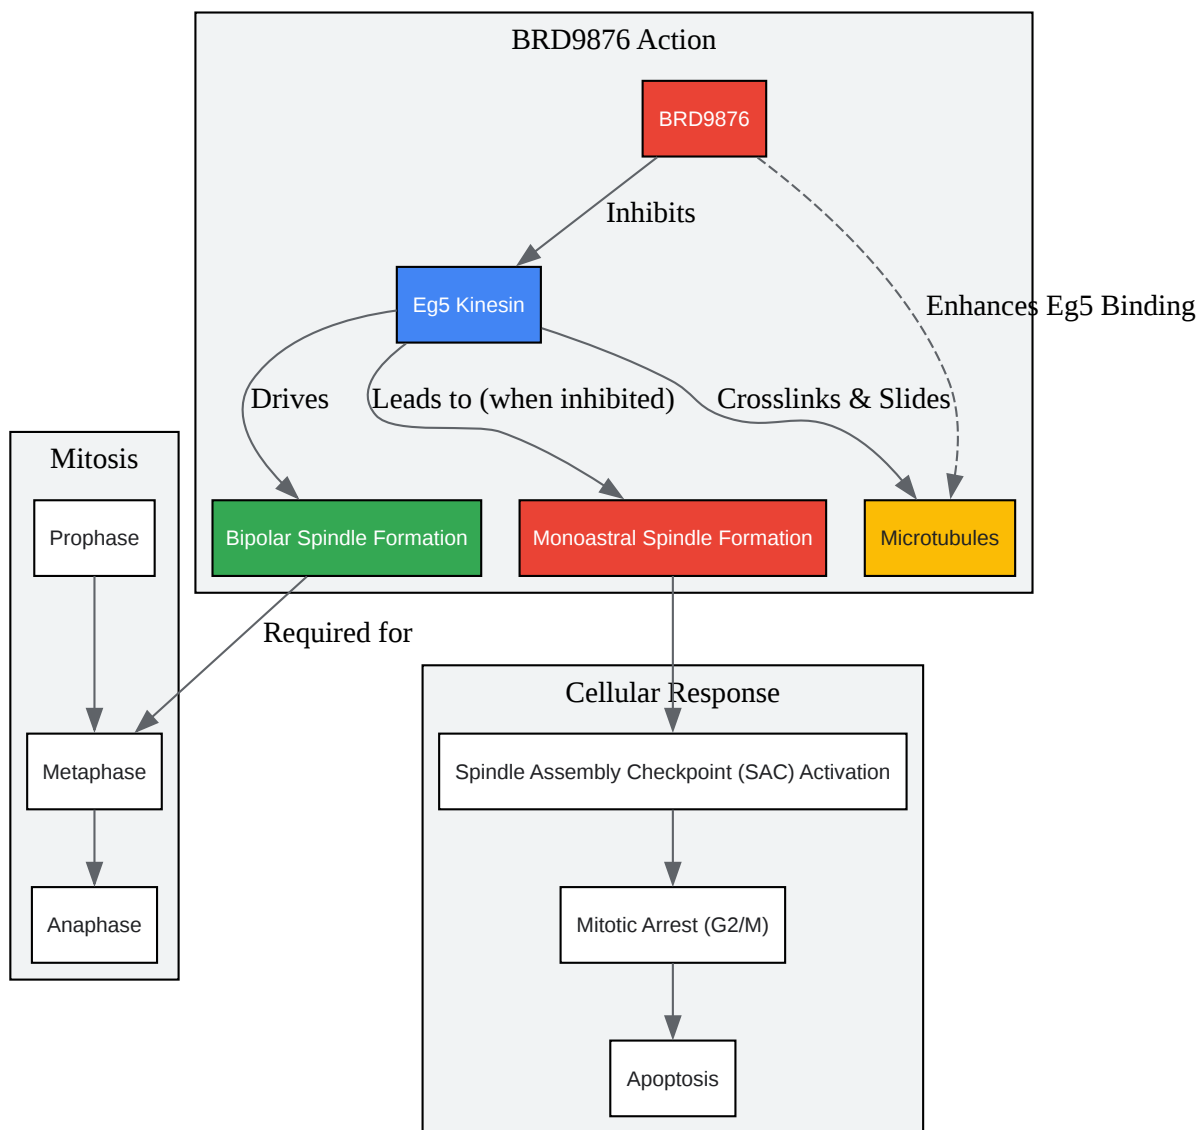 BRD9876 Action
BRD9876
Inhibits
Eg5 Kinesin
Enhances Eg5 Binding
Drives
Leads to (when inhibited)
Crosslinks & Slides
Mitosis
Prophase
Bipolar Spindle Formation
Monoastral Spindle Formation
Microtubules
Required for
Cellular Response
Metaphase
Spindle Assembly Checkpoint (SAC) Activation
Anaphase
Mitotic Arrest (G2/M)
Apoptosis